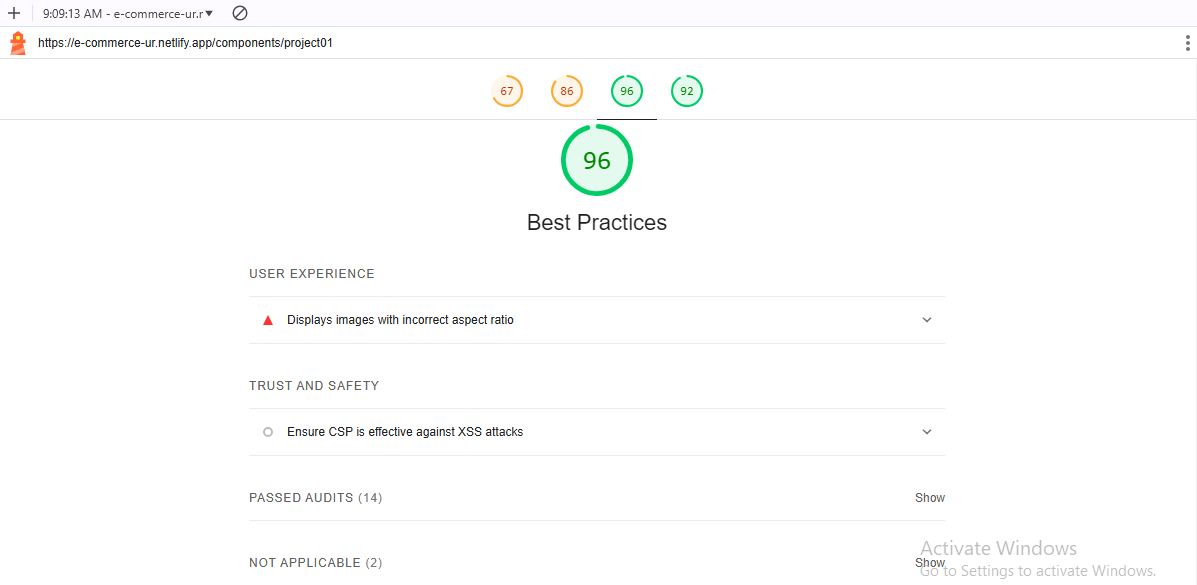 9:09:13 AM - e-commerce-ur.r
https://e-commerce-ur.netlify.app/components/project01
67 86 96 92
96
Best Practices
USER EXPERIENCE
Displays images with incorrect aspect ratio
TRUST AND SAFETY
Ensure CSP is effective against XSS attacks
PASSED AUDITS (14) Show
NOT APPLICABLE (2) Show
Activate Windows
Go to Settings to activate Windows.